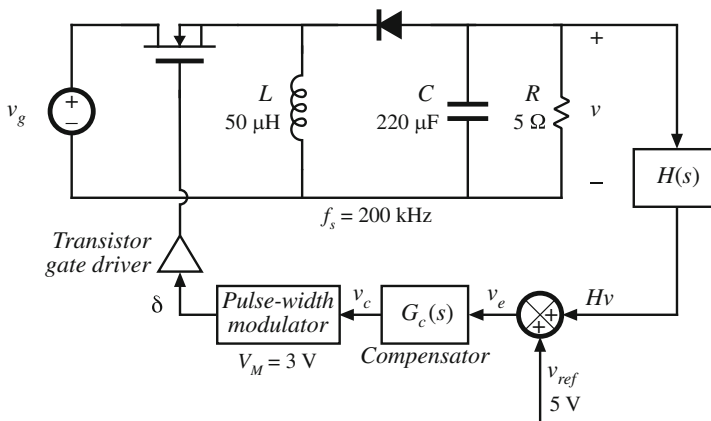 v_g
+
−
L
50 μH
C
220 μF
R
5 Ω
+
v
−
H(s)
f_s = 200 kHz
Transistor
gate driver
δ
Pulse-width
modulator
V_M = 3 V
v_c
G_c(s)
Compensator
v_e
+
+
Hv
v_ref
5 V